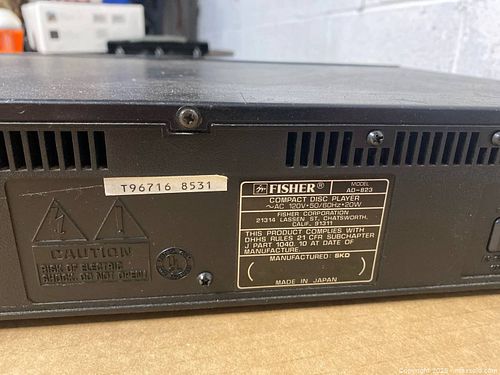 T96716 8531
CAUTION
RISK OF ELECTRIC
SHOCK. DO NOT OPEN
FISHER®
MODEL
AD-823
COMPACT DISC PLAYER
~AC 120V•50/60Hz•20W
FISHER CORPORATION
21314 LASSEN ST., CHATSWORTH,
CALIF. 91311
THIS PRODUCT COMPLIES WITH
DHHS RULES 21 CFR SUBCHAPTER
J PART 1040. 10 AT DATE OF
MANUFACTURE.
MANUFACTURED: SKD
MADE IN JAPAN